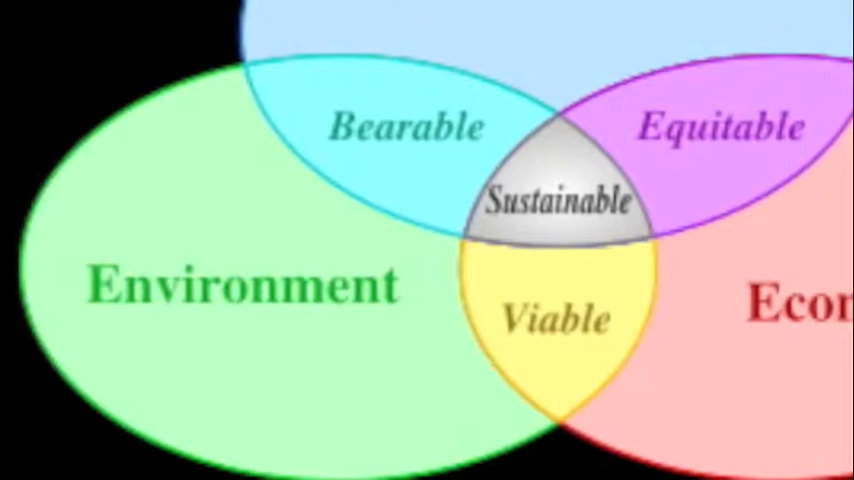 Bearable
Equitable
Sustainable
Environment
Econ
Viable